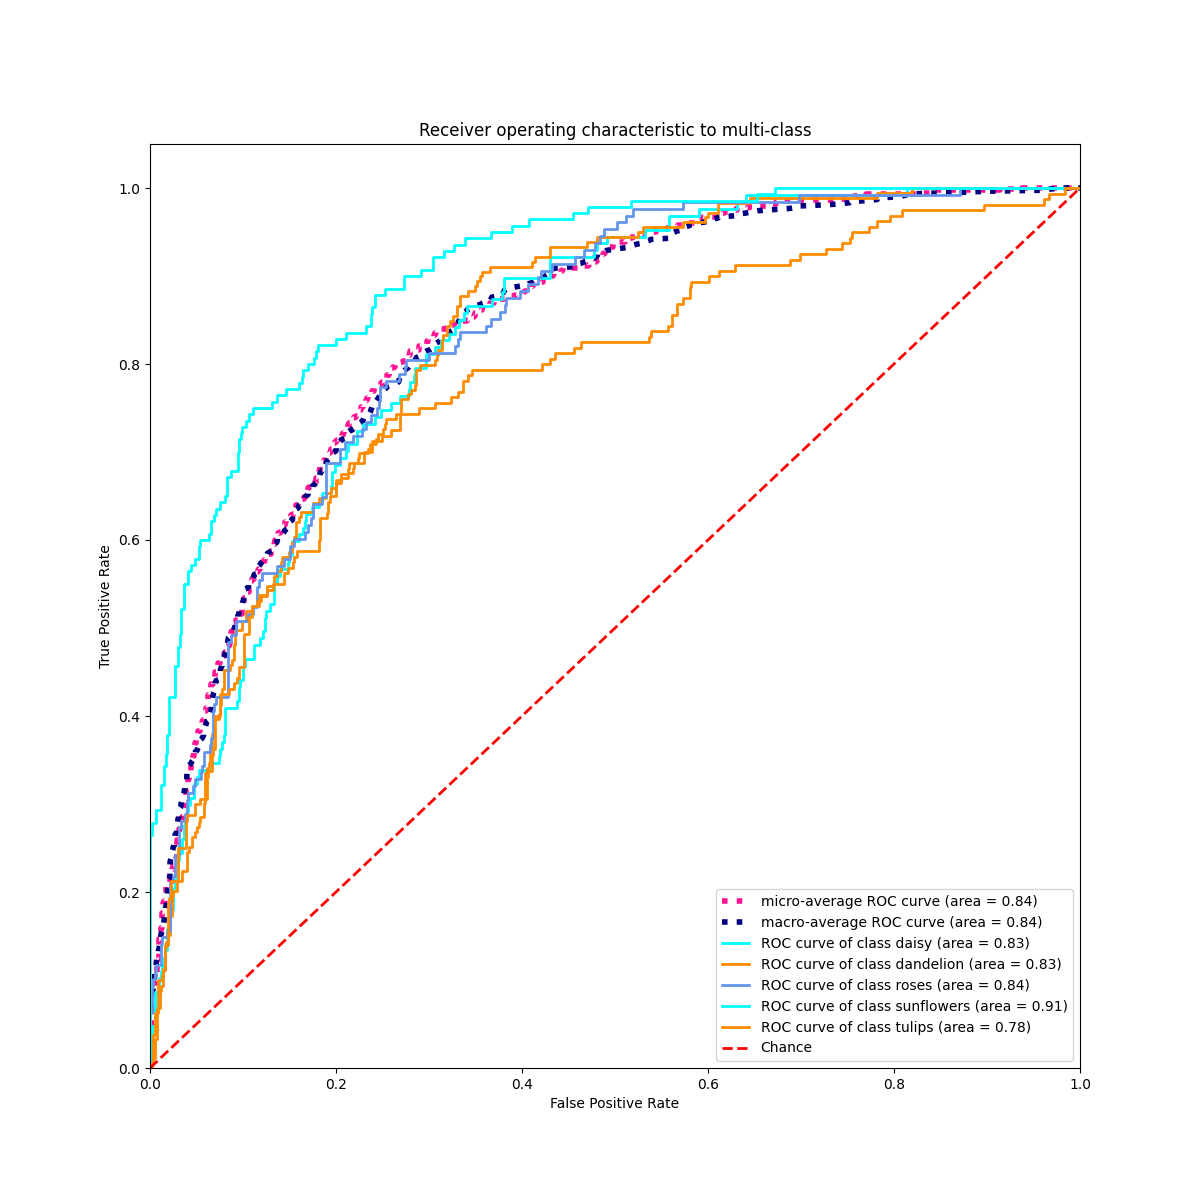 Receiver operating characteristic to multi-class
1.0
0.8
0.6
0.4
0.2
0.0
True Positive Rate
micro-average ROC curve (area = 0.84)
macro-average ROC curve (area = 0.84)
ROC curve of class daisy (area = 0.83)
ROC curve of class dandelion (area = 0.83)
ROC curve of class roses (area = 0.84)
ROC curve of class sunflowers (area = 0.91)
ROC curve of class tulips (area = 0.78)
Chance
0.0 0.2 0.4 0.6 0.8 1.0
False Positive Rate